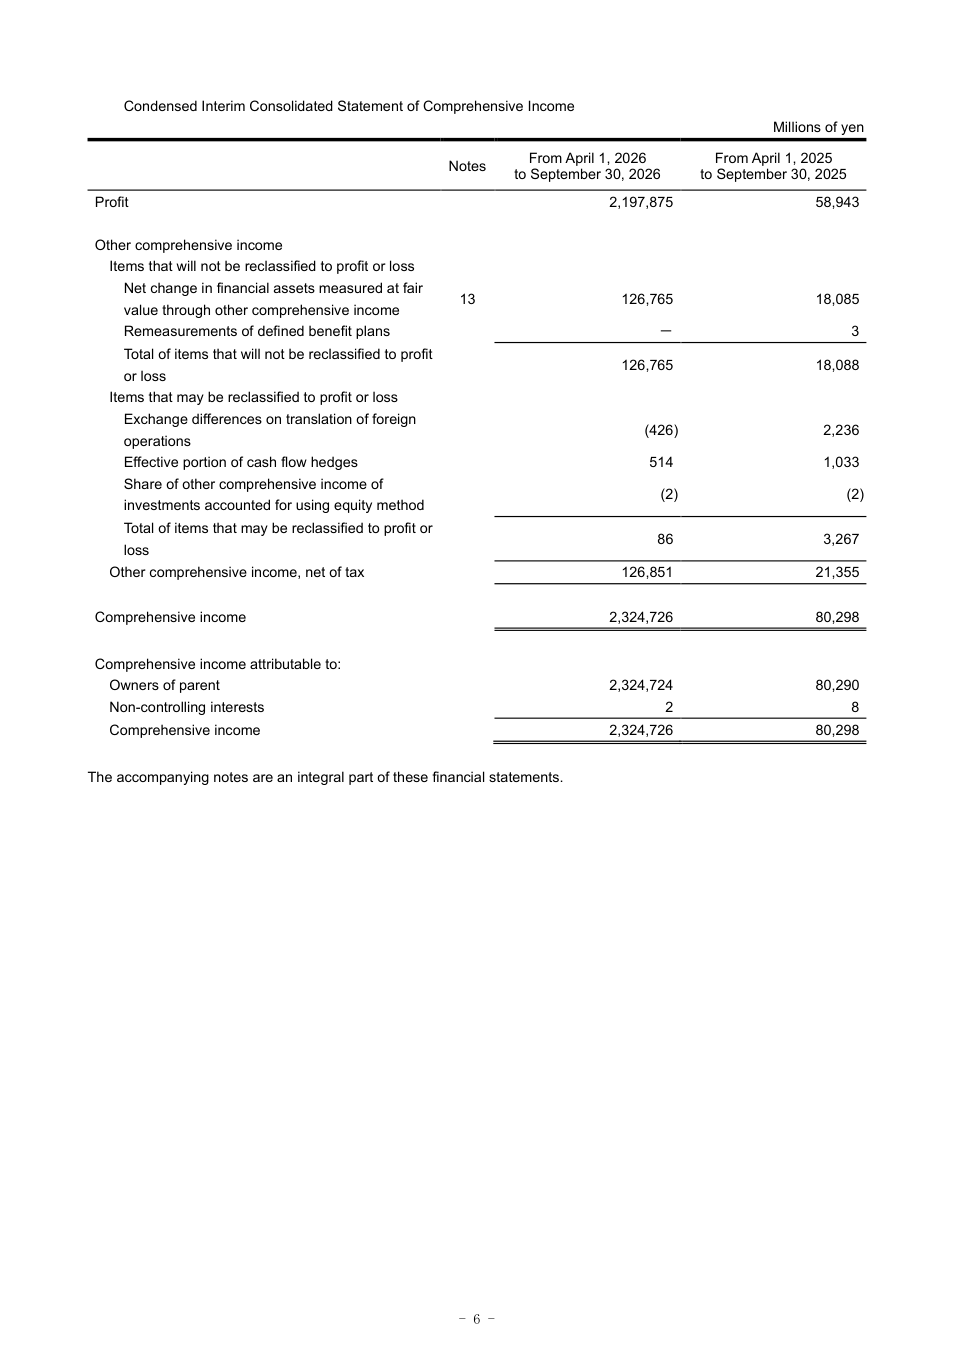 Condensed Interim Consolidated Statement of Comprehensive Income
Millions of yen
Notes From April 1, 2026 to September 30, 2026 From April 1, 2025 to September 30, 2025
Profit 2,197,875 58,943
Other comprehensive income
Items that will not be reclassified to profit or loss
Net change in financial assets measured at fair
value through other comprehensive income 13 126,765 18,085
Remeasurements of defined benefit plans — 3
Total of items that will not be reclassified to profit
or loss 126,765 18,088
Items that may be reclassified to profit or loss
Exchange differences on translation of foreign
operations (426) 2,236
Effective portion of cash flow hedges 514 1,033
Share of other comprehensive income of
investments accounted for using equity method (2) (2)
Total of items that may be reclassified to profit or
loss 86 3,267
Other comprehensive income, net of tax 126,851 21,355
Comprehensive income 2,324,726 80,298
Comprehensive income attributable to:
Owners of parent 2,324,724 80,290
Non-controlling interests 2 8
Comprehensive income 2,324,726 80,298
The accompanying notes are an integral part of these financial statements.
- 6 -